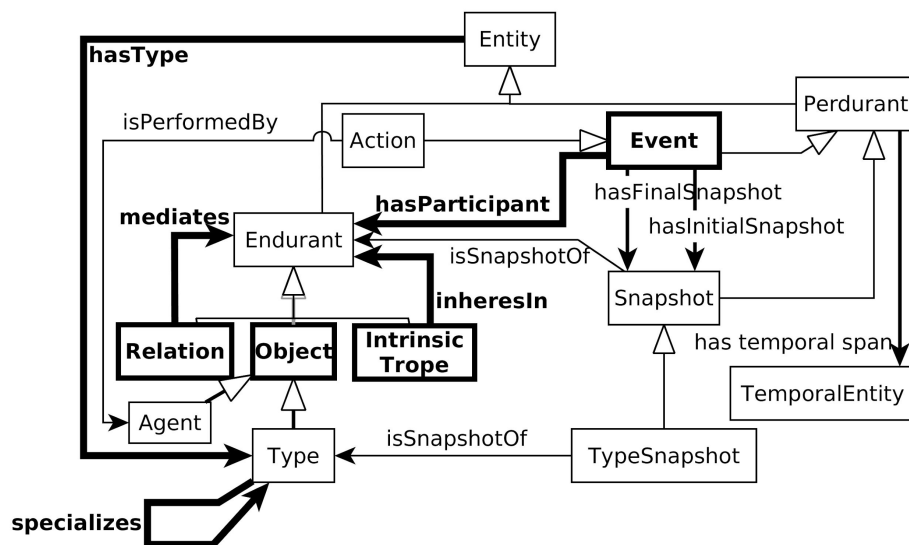 Entity
hasType
Perdurant
isPerformedBy
Action
Event
hasFinalSnapshot
hasParticipant
mediates
hasInitialSnapshot
Endurant
isSnapshotOf
Snapshot
inheresIn
Relation
Object
Intrinsic
Trope
has temporal span
TemporalEntity
Agent
isSnapshotOf
Type
TypeSnapshot
specializes